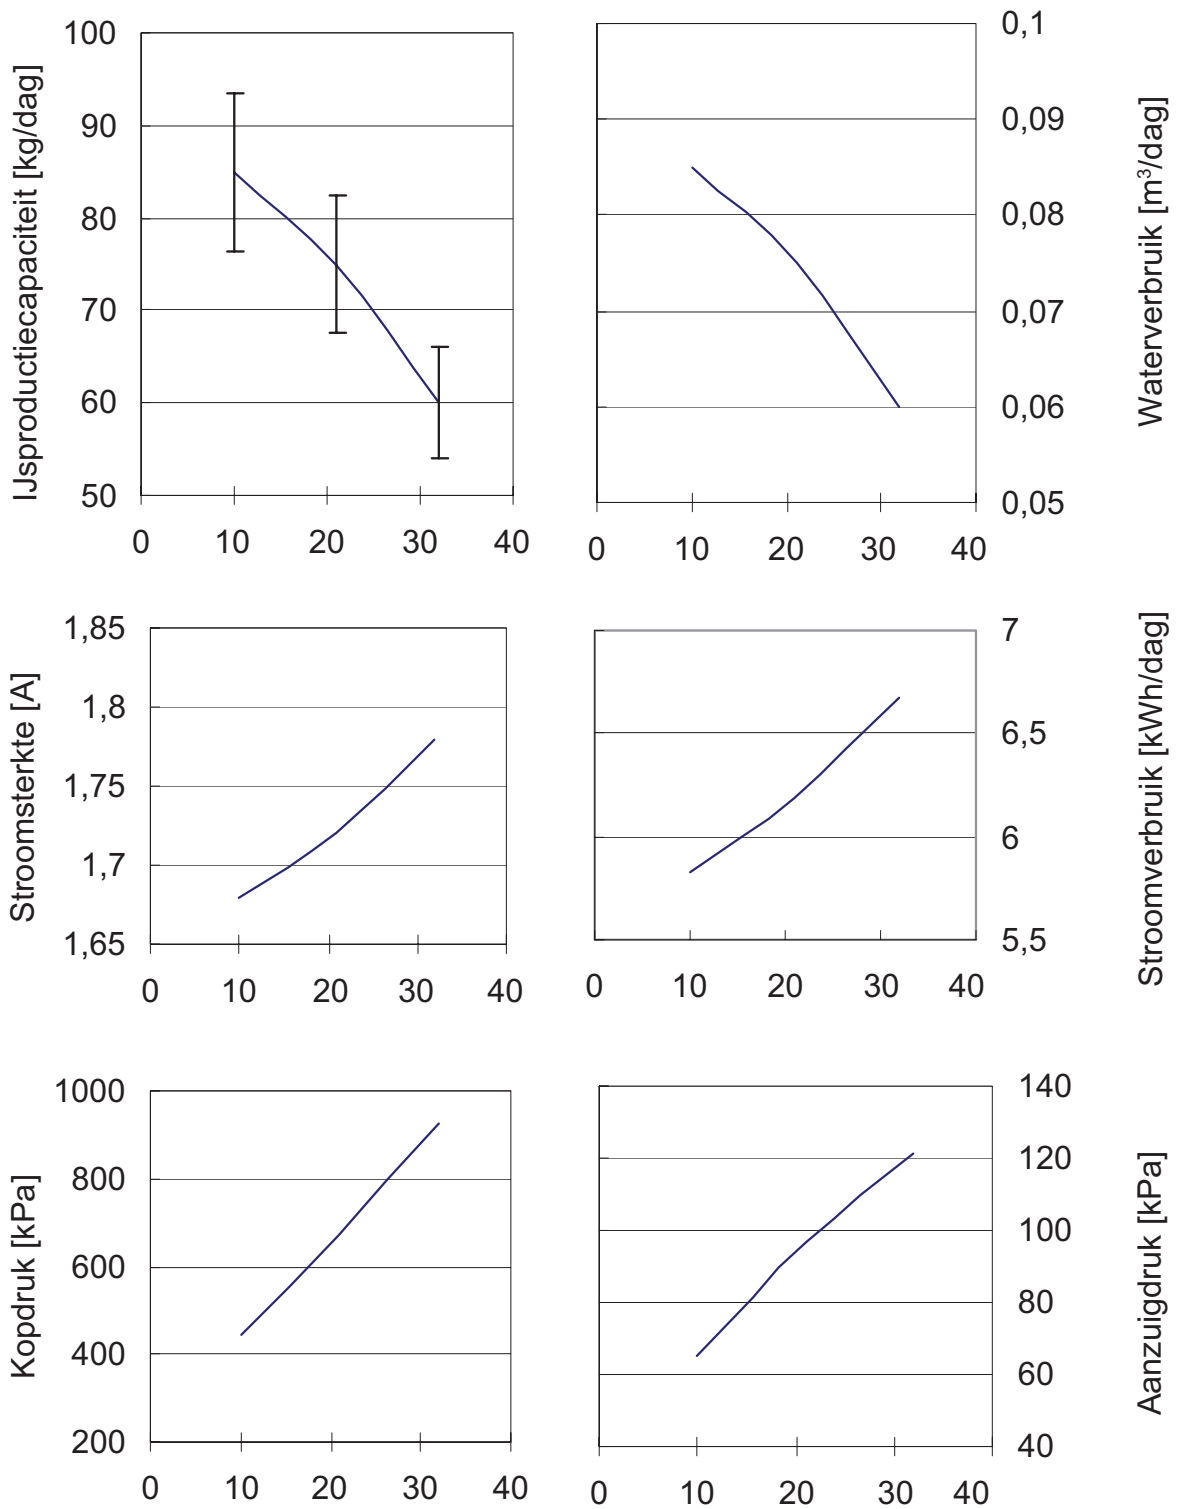 IJsproductiecapaciteit [kg/dag]
100
90
80
70
60
50
0 10 20 30 40
Waterverbruik [m³/dag]
0,1
0,09
0,08
0,07
0,06
0,05
0 10 20 30 40
Stroomsterkte [A]
1,85
1,8
1,75
1,7
1,65
0 10 20 30 40
Stroomverbruik [kWh/dag]
7
6,5
6
5,5
0 10 20 30 40
Kopdruk [kPa]
1000
800
600
400
200
0 10 20 30 40
Aanzuigdruk [kPa]
140
120
100
80
60
40
0 10 20 30 40